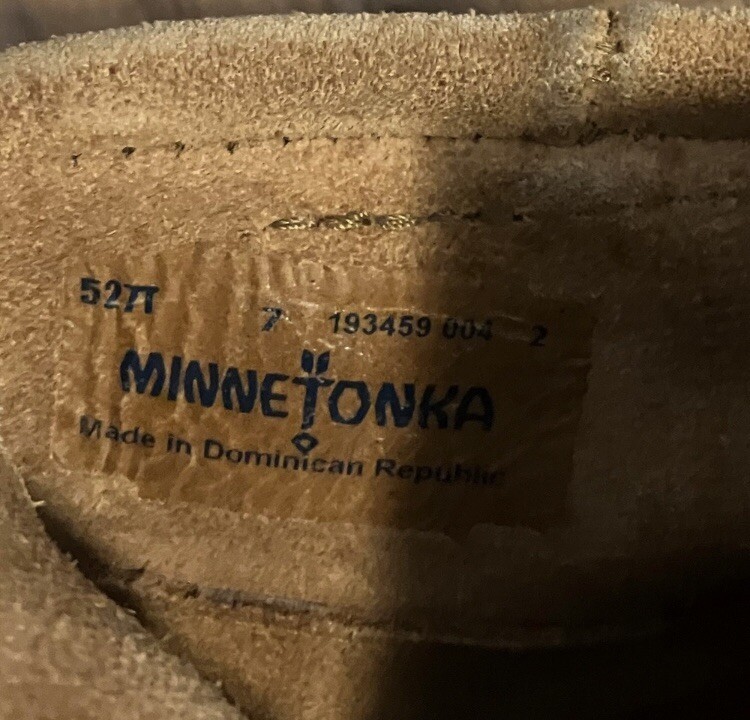 527T 7 193459 004 2
MINNETONKA
Made in Dominican Republic